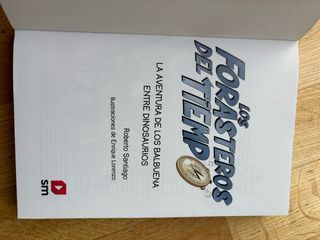 LOS
FORASTEROS
DEL TIEMPO
LA AVENTURA DE LOS BALBUENA
ENTRE DINOSAURIOS
Roberto Santiago
Ilustraciones de Enrique Lorenzo
sm